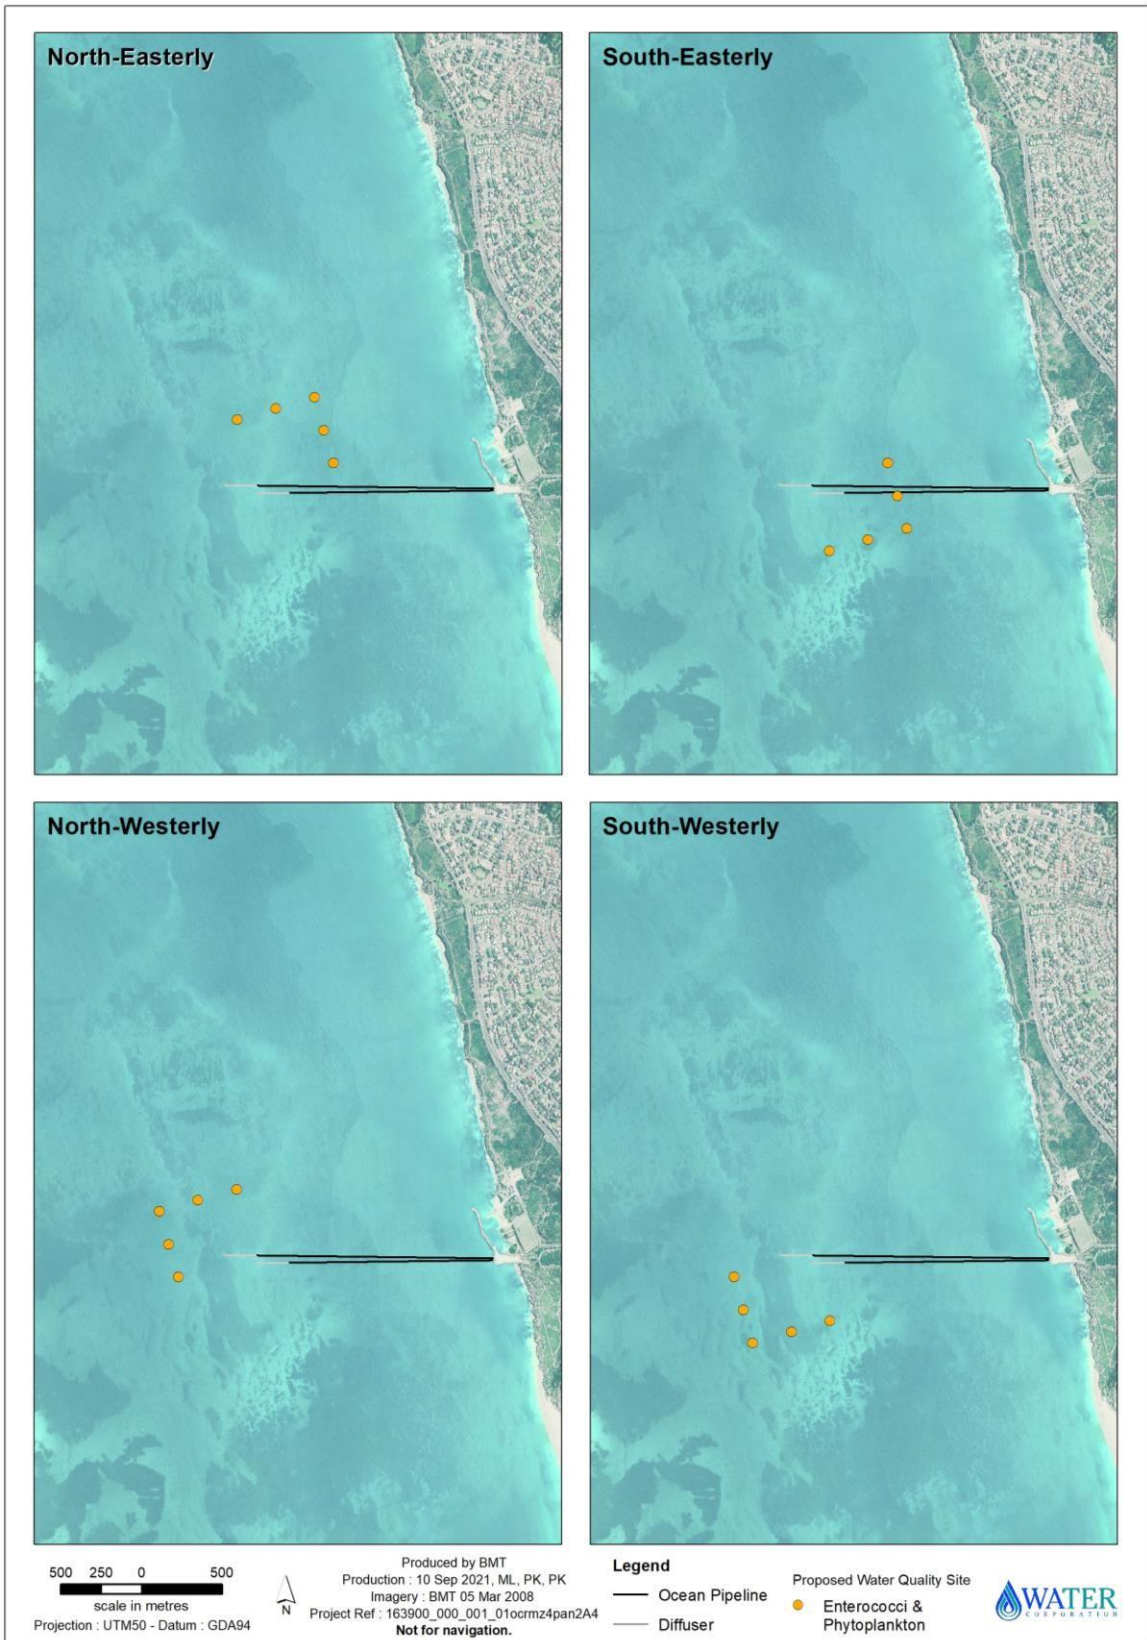 North-Easterly
South-Easterly
North-Westerly
South-Westerly
500 250 0 500
scale in metres
Projection : UTM50 - Datum : GDA94
N
Produced by BMT
Production : 10 Sep 2021, ML, PK, PK
Imagery : BMT 05 Mar 2008
Project Ref : 163900_000_001_01ocrmz4pan2A4
Not for navigation.
Legend
Ocean Pipeline
Diffuser
Proposed Water Quality Site
Enterococci &
Phytoplankton
WATER
CORPORATION